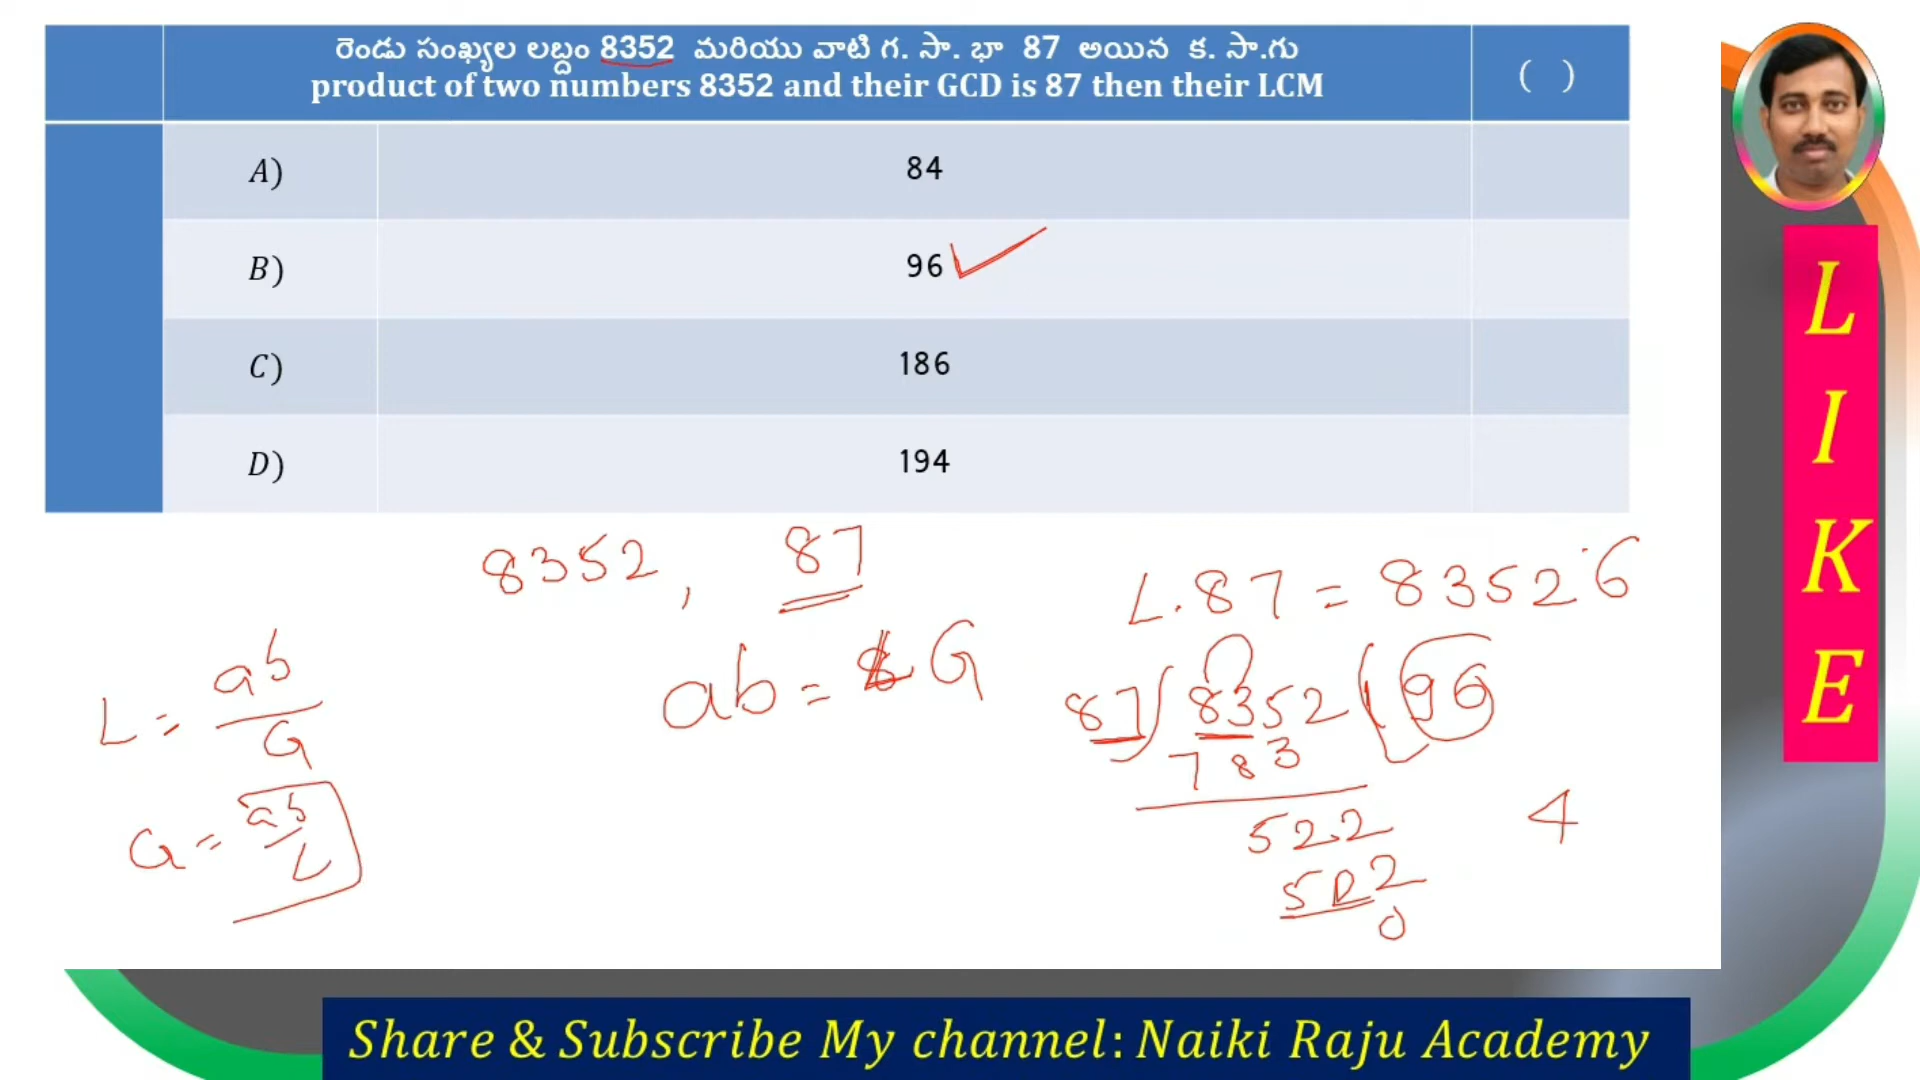 రెండు సంఖ్యల లబ్దం 8352 మరియు వాటి గ. సా. భా 87 అయిన క. సా.గు
product of two numbers 8352 and their GCD is 87 then their LCM
( )
A) 84
B) 96
C) 186
D) 194
8352, 87
L.87 = 8352 6
ab = G
L = ab/G
G = ab/L
87) 8352 (96
783
522
522
0
4
LIKE
Share & Subscribe My channel: Naiki Raju Academy